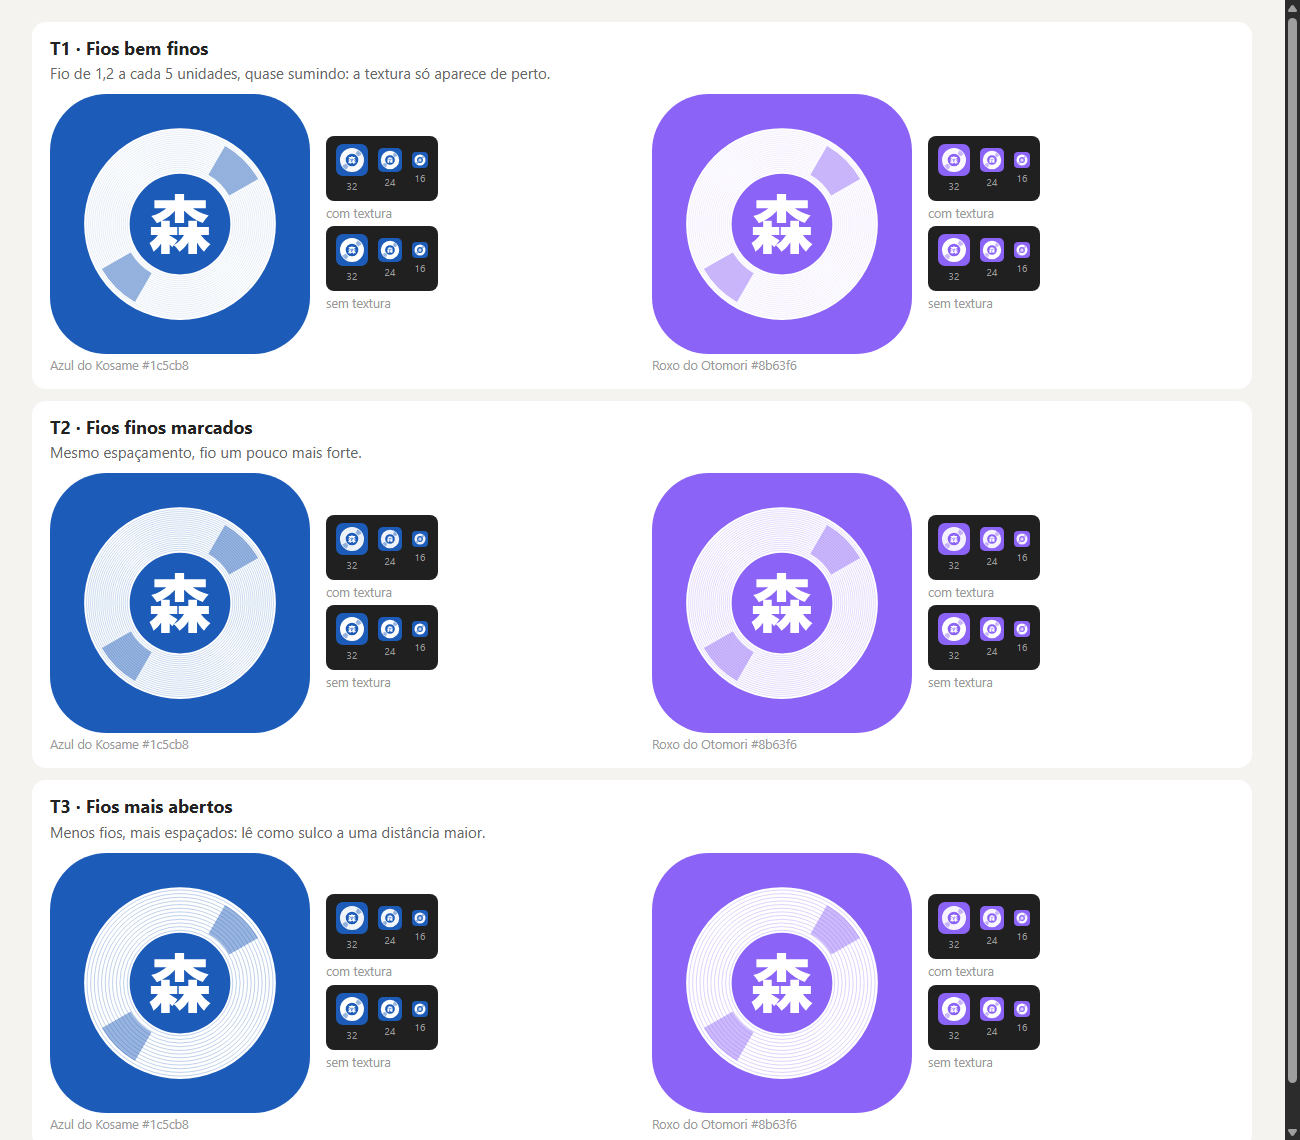 T1 · Fios bem finos
Fio de 1,2 a cada 5 unidades, quase sumindo: a textura só aparece de perto.
森
32 24 16
com textura
32 24 16
sem textura
Azul do Kosame #1c5cb8
森
32 24 16
com textura
32 24 16
sem textura
Roxo do Otomori #8b63f6
T2 · Fios finos marcados
Mesmo espaçamento, fio um pouco mais forte.
森
32 24 16
com textura
32 24 16
sem textura
Azul do Kosame #1c5cb8
森
32 24 16
com textura
32 24 16
sem textura
Roxo do Otomori #8b63f6
T3 · Fios mais abertos
Menos fios, mais espaçados: lê como sulco a uma distância maior.
森
32 24 16
com textura
32 24 16
sem textura
Azul do Kosame #1c5cb8
森
32 24 16
com textura
32 24 16
sem textura
Roxo do Otomori #8b63f6